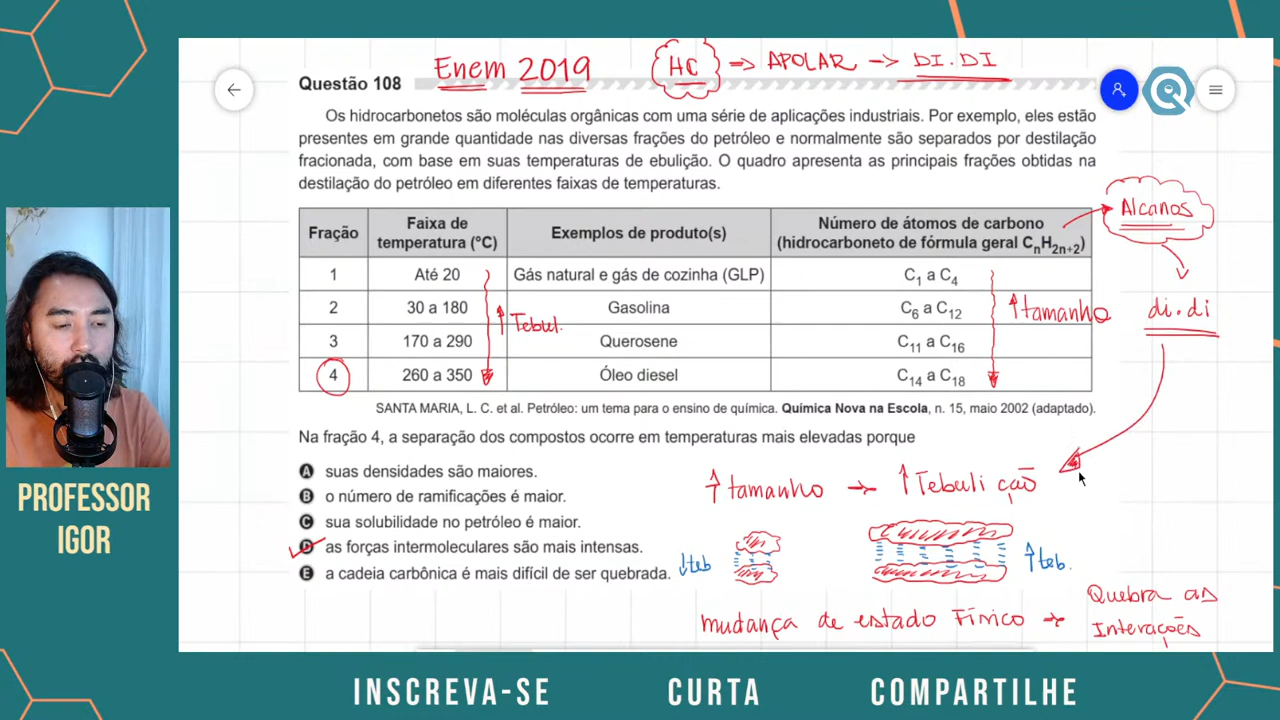 Enem 2019
HC => APOLAR -> DI.DI
Questão 108
Os hidrocarbonetos são moléculas orgânicas com uma série de aplicações industriais. Por exemplo, eles estão
presentes em grande quantidade nas diversas frações do petróleo e normalmente são separados por destilação
fracionada, com base em suas temperaturas de ebulição. O quadro apresenta as principais frações obtidas na
destilação do petróleo em diferentes faixas de temperaturas.
Fração
Faixa de
temperatura (°C)
Exemplos de produto(s)
Número de átomos de carbono
(hidrocarboneto de fórmula geral CnH2n+2)
1 Até 20 Gás natural e gás de cozinha (GLP) C1 a C4
2 30 a 180 Gasolina C6 a C12
3 170 a 290 Querosene C11 a C16
4 260 a 350 Óleo diesel C14 a C18
↑ Tebul.
↑ tamanho
Alcanos
di.di
SANTA MARIA, L. C. et al. Petróleo: um tema para o ensino de química. Química Nova na Escola, n. 15, maio 2002 (adaptado).
Na fração 4, a separação dos compostos ocorre em temperaturas mais elevadas porque
A suas densidades são maiores.
B o número de ramificações é maior.
C sua solubilidade no petróleo é maior.
D as forças intermoleculares são mais intensas.
E a cadeia carbônica é mais difícil de ser quebrada.
↑ tamanho -> ↑ Tebulição
↓teb
↑teb.
mudança de estado Físico ->
Quebra as
Interações
PROFESSOR
IGOR
INSCREVA-SE CURTA COMPARTILHE